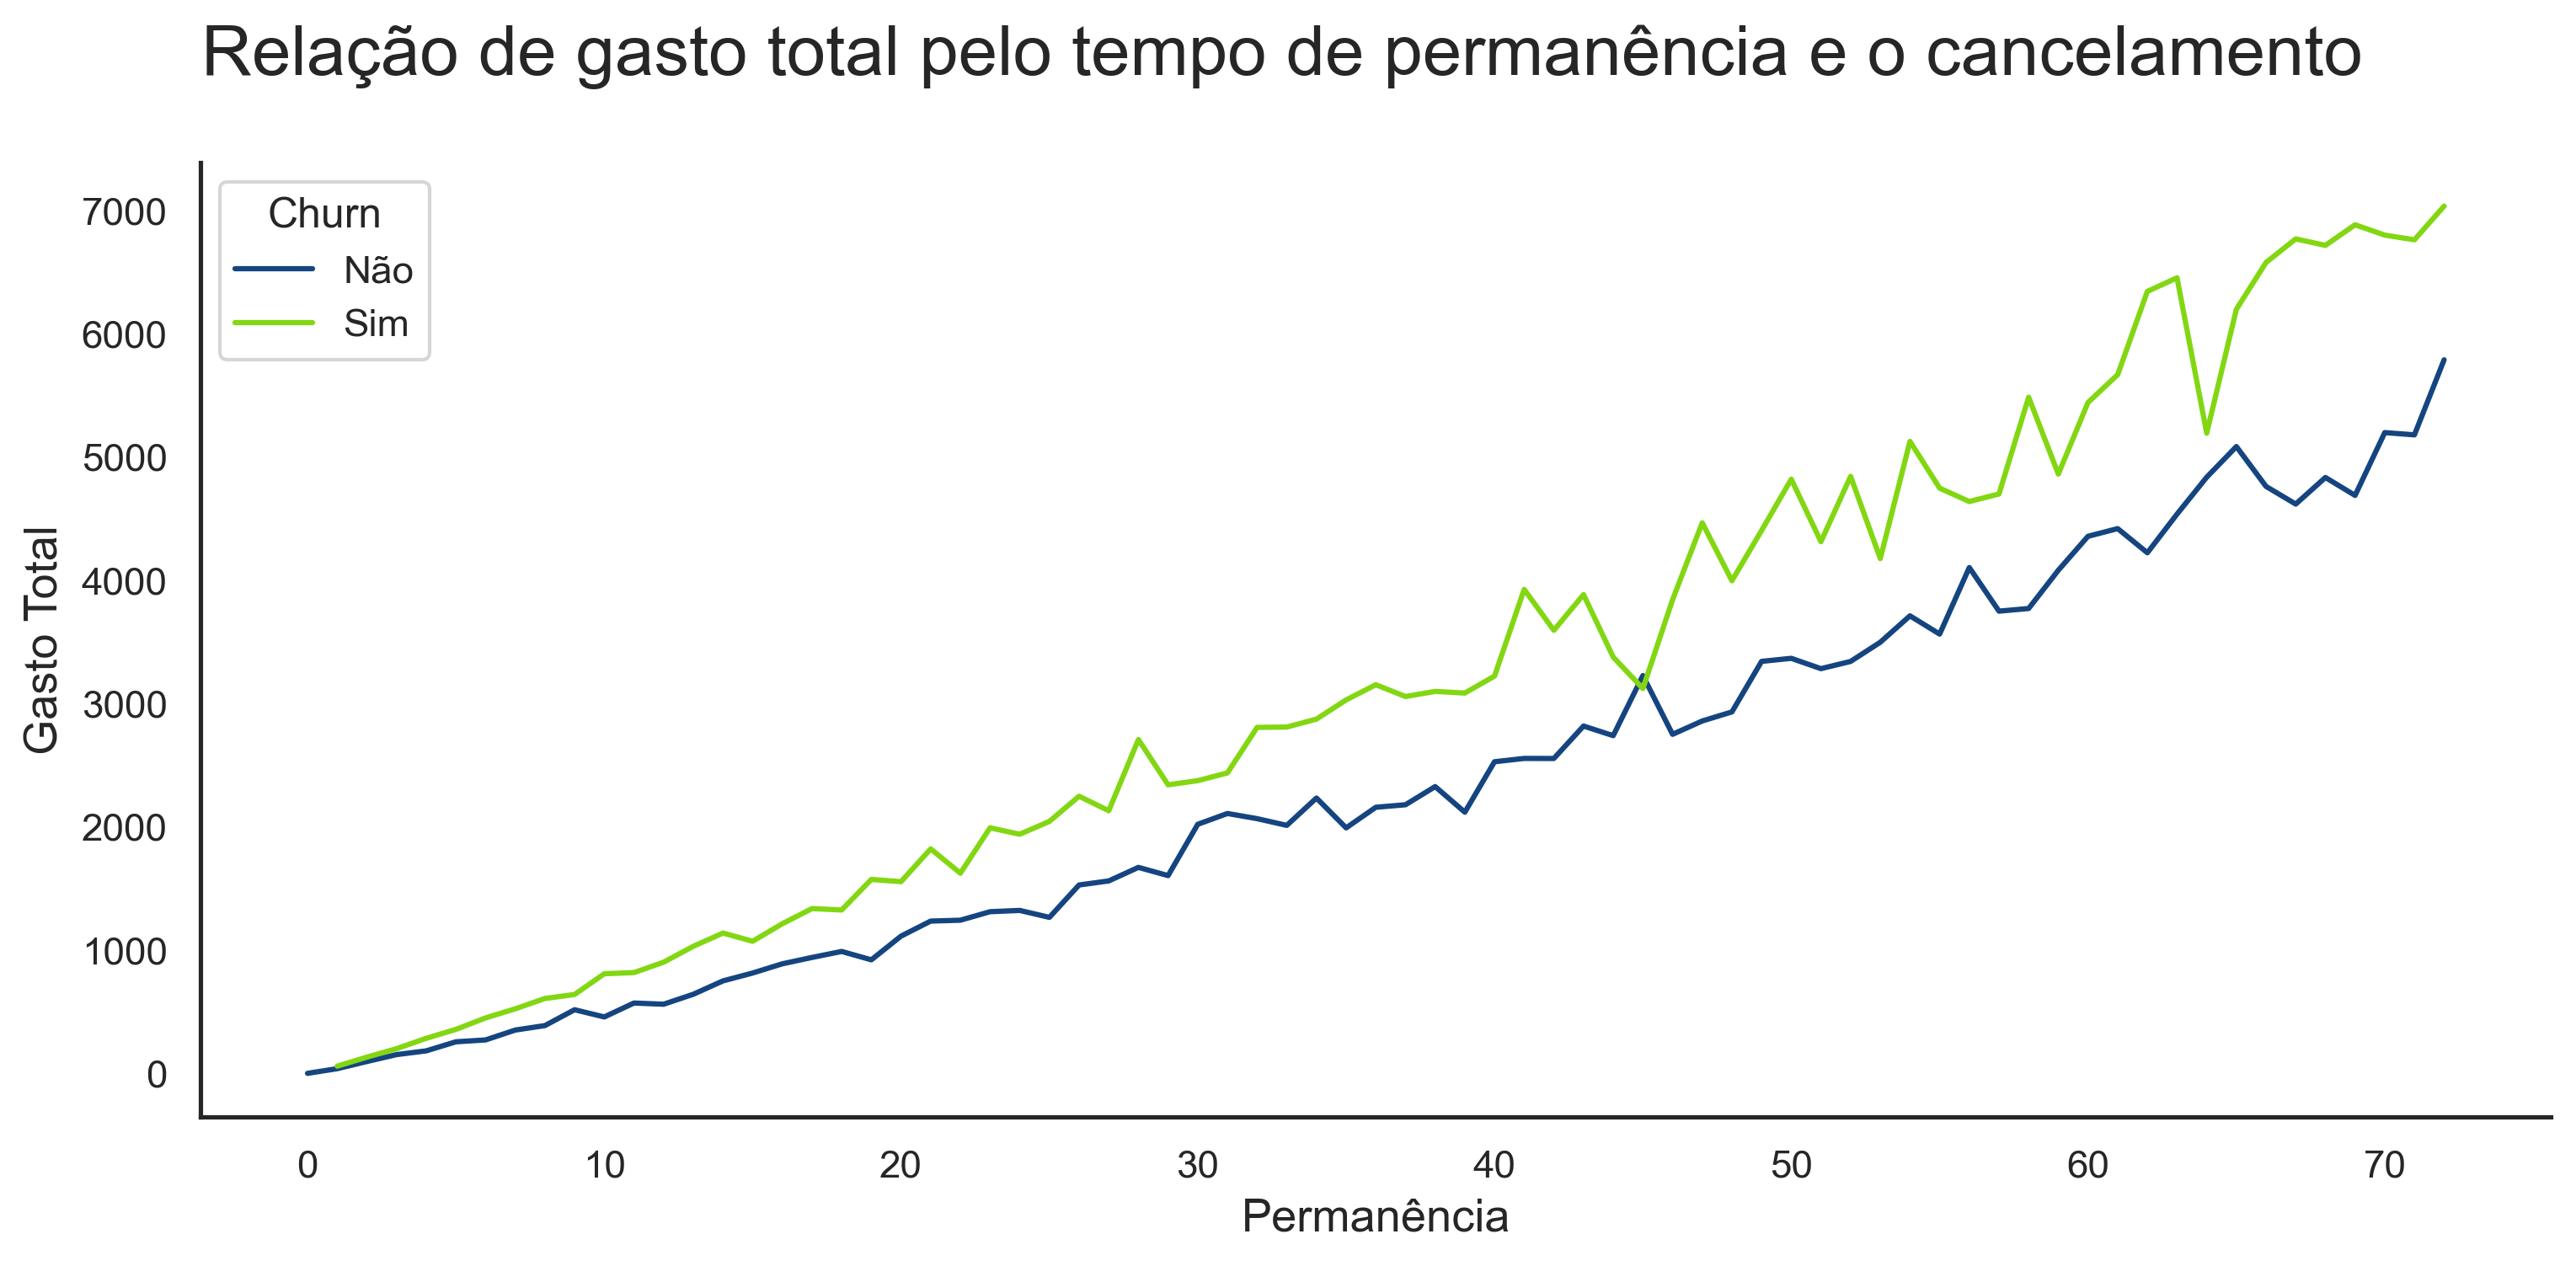 Relação de gasto total pelo tempo de permanência e o cancelamento
Churn
Não
Sim
Gasto Total
7000
6000
5000
4000
3000
2000
1000
0
0 10 20 30 40 50 60 70
Permanência